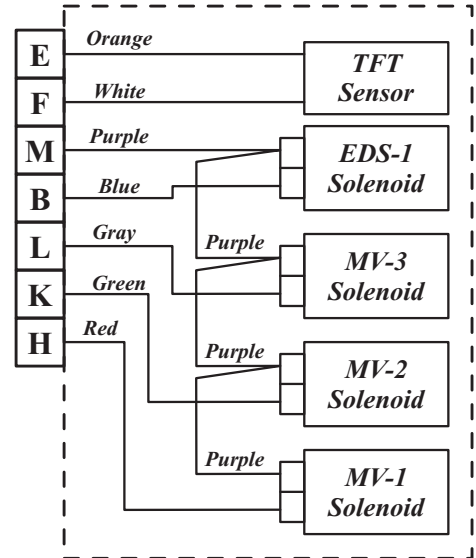 E
Orange
TFT
Sensor
F
White
M
Purple
EDS-1
Solenoid
B
Blue
L
Gray
Purple
MV-3
Solenoid
K
Green
H
Red
Purple
MV-2
Solenoid
Purple
MV-1
Solenoid